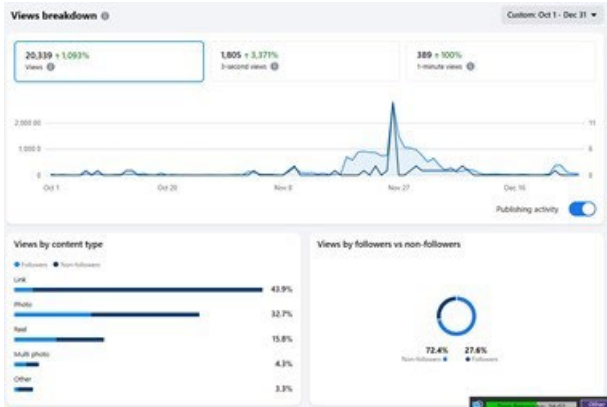 Views breakdown
Custom: Oct 1 - Dec 31
20,339 ↑ 1,093%
Views
1,805 ↑ 3,371%
3-second views
389 ↑ 100%
1-minute views
2,000.00
1,000.0
0
11
6
0
Oct 1
Oct 20
Nov 8
Nov 27
Dec 16
Publishing activity
Views by content type
Followers Non-followers
Link
43.9%
Photo
32.7%
Reel
15.8%
Multi photo
4.3%
Other
3.3%
Views by followers vs non-followers
72.4%
Non-followers
27.6%
Followers
Other